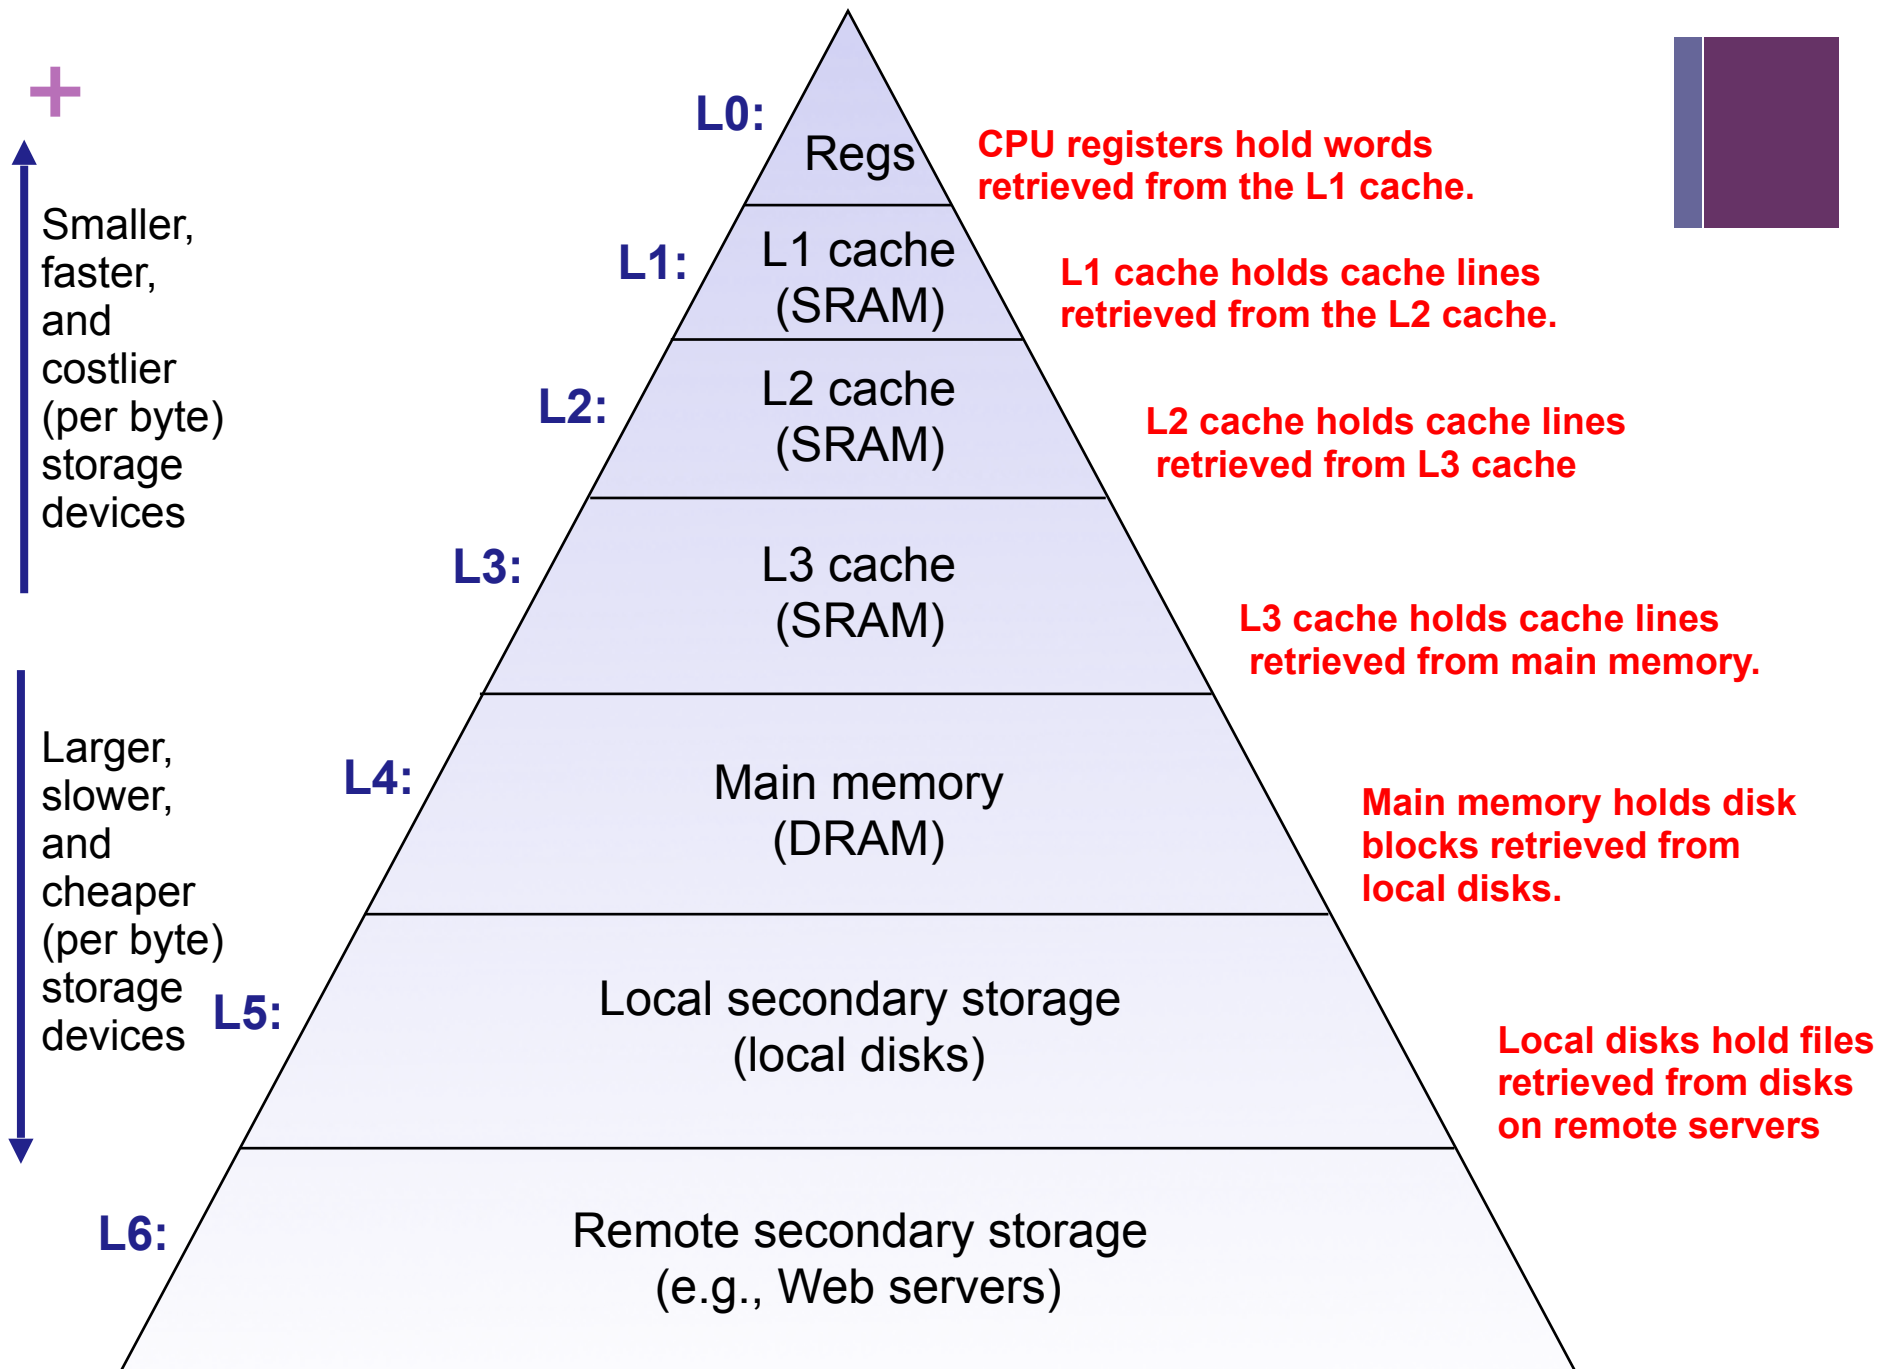 +
L0:
Regs
CPU registers hold words
retrieved from the L1 cache.
Smaller,
faster,
and
costlier
(per byte)
storage
devices
L1:
L1 cache
(SRAM)
L1 cache holds cache lines
retrieved from the L2 cache.
L2:
L2 cache
(SRAM)
L2 cache holds cache lines
retrieved from L3 cache
L3:
L3 cache
(SRAM)
L3 cache holds cache lines
retrieved from main memory.
Larger,
slower,
and
cheaper
(per byte)
storage
devices
L4:
Main memory
(DRAM)
Main memory holds disk
blocks retrieved from
local disks.
L5:
Local secondary storage
(local disks)
Local disks hold files
retrieved from disks
on remote servers
L6:
Remote secondary storage
(e.g., Web servers)